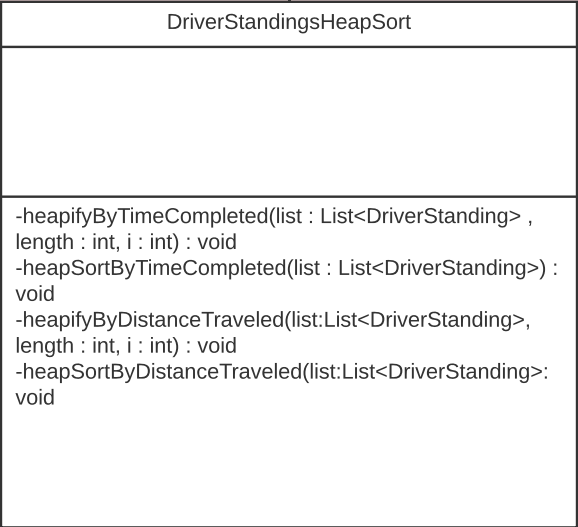 DriverStandingsHeapSort
-heapifyByTimeCompleted(list : List<DriverStanding> ,
length : int, i : int) : void
-heapSortByTimeCompleted(list : List<DriverStanding>) :
void
-heapifyByDistanceTraveled(list:List<DriverStanding>,
length : int, i : int) : void
-heapSortByDistanceTraveled(list:List<DriverStanding>:
void